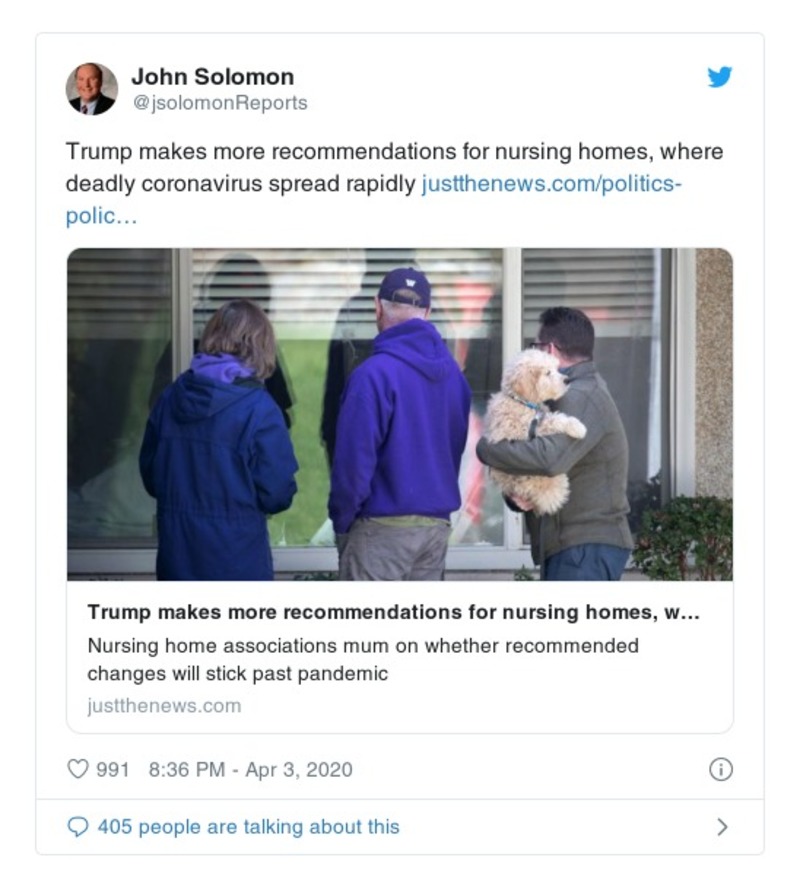 John Solomon
@jsolomonReports
Trump makes more recommendations for nursing homes, where
deadly coronavirus spread rapidly justthenews.com/politics-
polic…
W
Trump makes more recommendations for nursing homes, w...
Nursing home associations mum on whether recommended
changes will stick past pandemic
justthenews.com
991 8:36 PM - Apr 3, 2020
405 people are talking about this